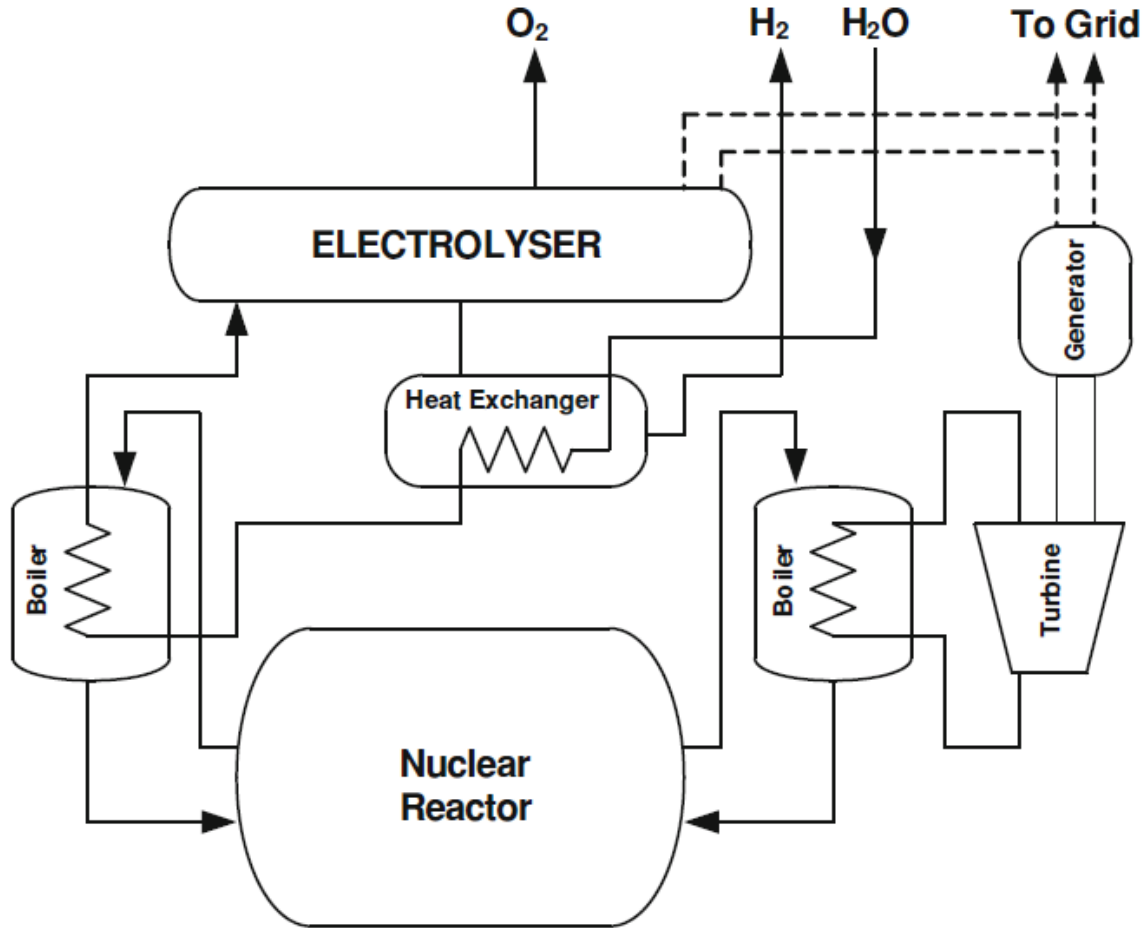 O₂
H₂
H₂O
To Grid
ELECTROLYSER
Generator
Heat Exchanger
Boiler
Boiler
Turbine
Nuclear
Reactor